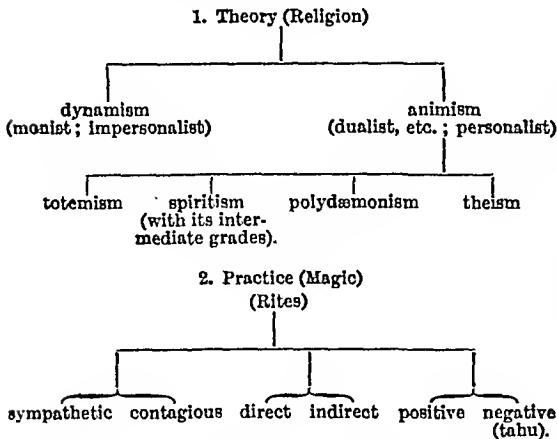 1. Theory (Religion)
dynamism animism
(monist; impersonalist) (dualist, etc.; personalist)
totemism spiritism polydæmonism theism
(with its inter-
mediate grades).
2. Practice (Magic)
(Rites)
sympathetic contagious direct indirect positive negative
(tahu).